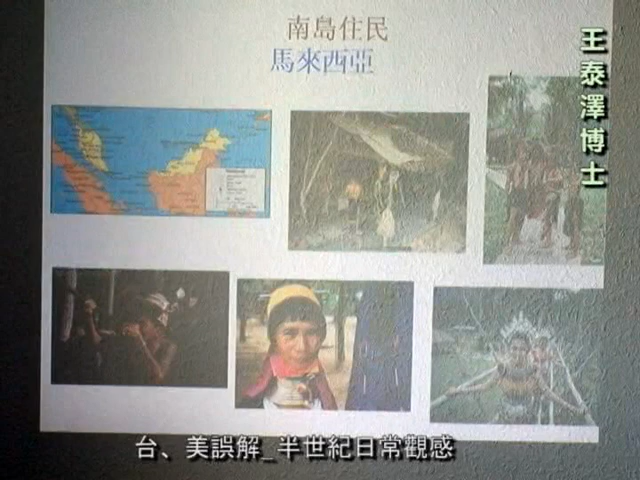 南島住民
馬來西亞
王泰澤博士
台、美誤解_半世紀日常觀感